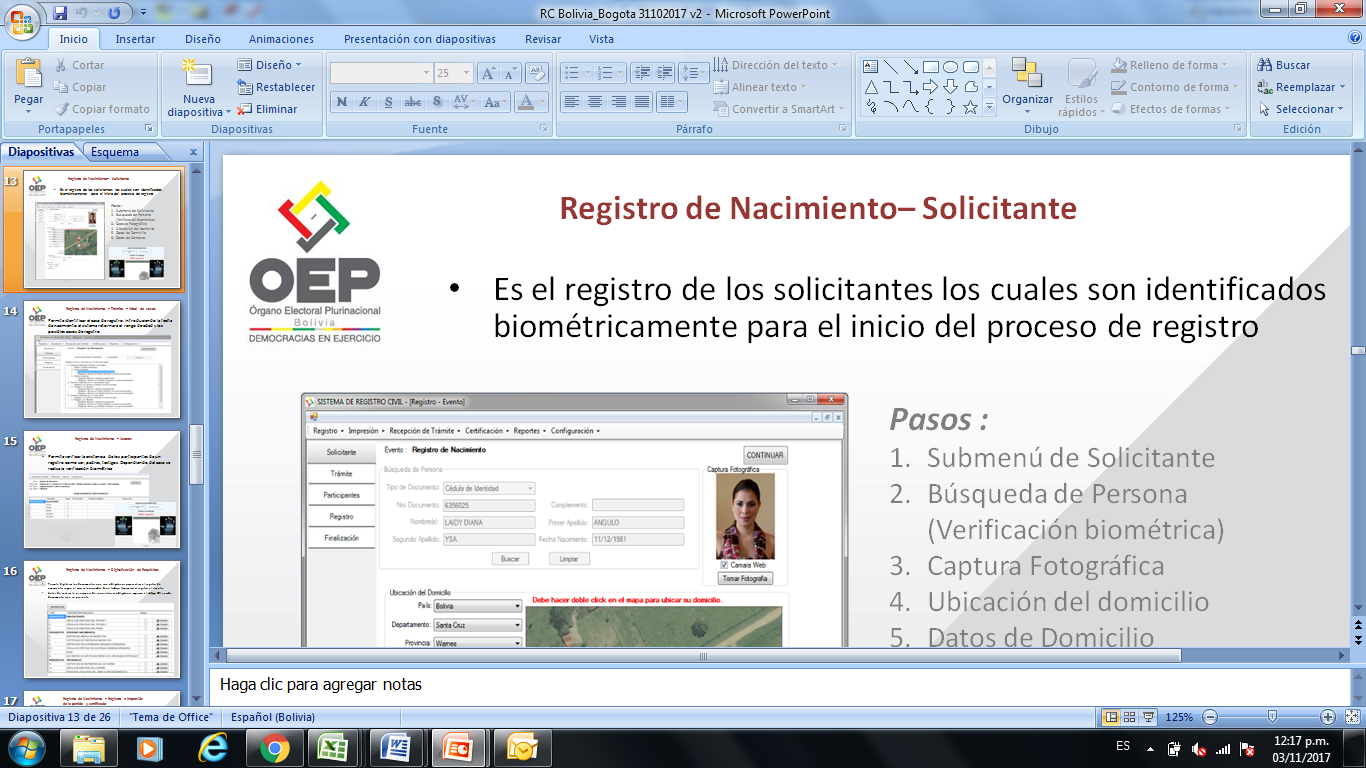 RC Bolivia_Bogota 31102017 v2 - Microsoft PowerPoint
Inicio Insertar Diseño Animaciones Presentación con diapositivas Revisar Vista
Pegar
Cortar
Copiar
Copiar formato
Portapapeles
Nueva diapositiva
Diseño
Restablecer
Eliminar
Diapositivas
25
N K S abc S AV Aa A
Fuente
Dirección del texto
Alinear texto
Convertir a SmartArt
Párrafo
Organizar
Estilos rápidos
Relleno de forma
Contorno de forma
Efectos de formas
Dibujo
Buscar
Reemplazar
Seleccionar
Edición
Diapositivas Esquema x
13
14
15
16
17
OEP
Órgano Electoral Plurinacional
Bolivia
DEMOCRACIAS EN EJERCICIO
Registro de Nacimiento– Solicitante
• Es el registro de los solicitantes los cuales son identificados
biométricamente para el inicio del proceso de registro
SISTEMA DE REGISTRO CIVIL - [Registro - Evento]
Registro Impresión Recepción de Trámite Certificación Reportes Configuración
Solicitante
Trámite
Participantes
Registro
Finalización
Evento : Registro de Nacimiento
CONTINUAR
Búsqueda de Persona
Tipo de Documento: Cédula de Identidad
Nro Documento: 6356025 Complemento:
Nombre(s): LAIDY DIANA Primer Apellido: ANGULO
Segundo Apellido: YSA Fecha Nacimiento: 11/12/1981
Buscar Limpiar
Captura Fotográfica
Camara Web
Tomar Fotografia
Ubicación del Domicilio
País: Bolivia
Debe hacer doble click en el mapa para ubicar su domicilio.
Departamento: Santa Cruz
Provincia: Warnes
Pasos :
1. Submenú de Solicitante
2. Búsqueda de Persona
(Verificación biométrica)
3. Captura Fotográfica
4. Ubicación del domicilio
5. Datos de Domicilio
Haga clic para agregar notas
Diapositiva 13 de 26 "Tema de Office" Español (Bolivia) 125%
ES
12:17 p.m.
03/11/2017